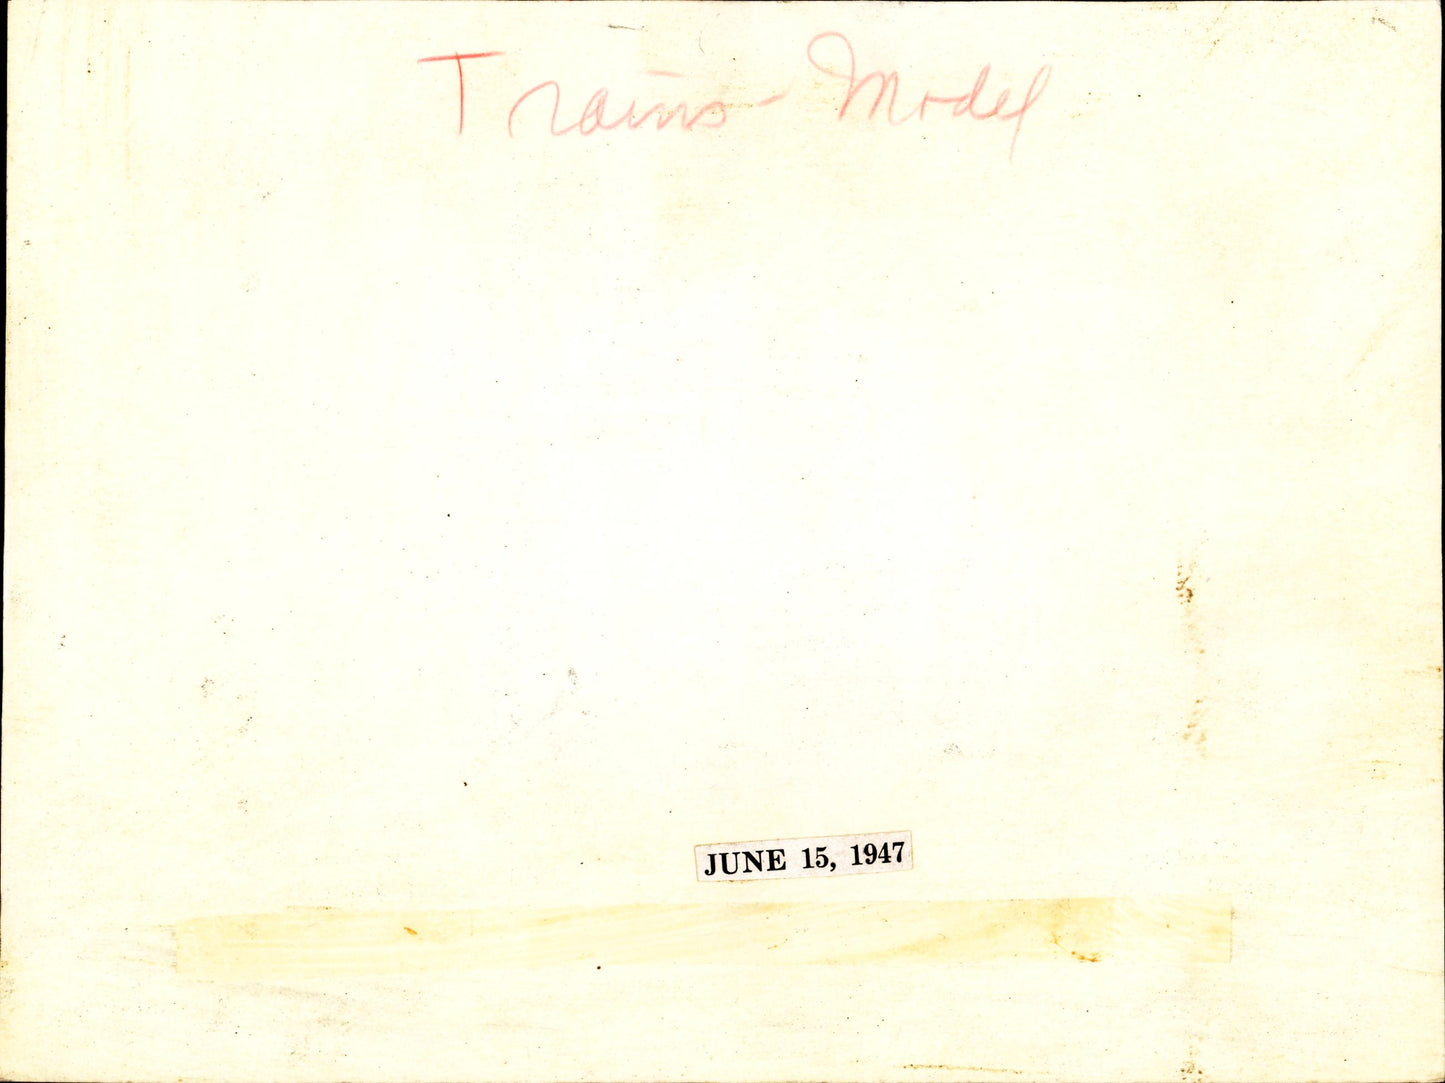 Trains - Model
JUNE 15, 1947